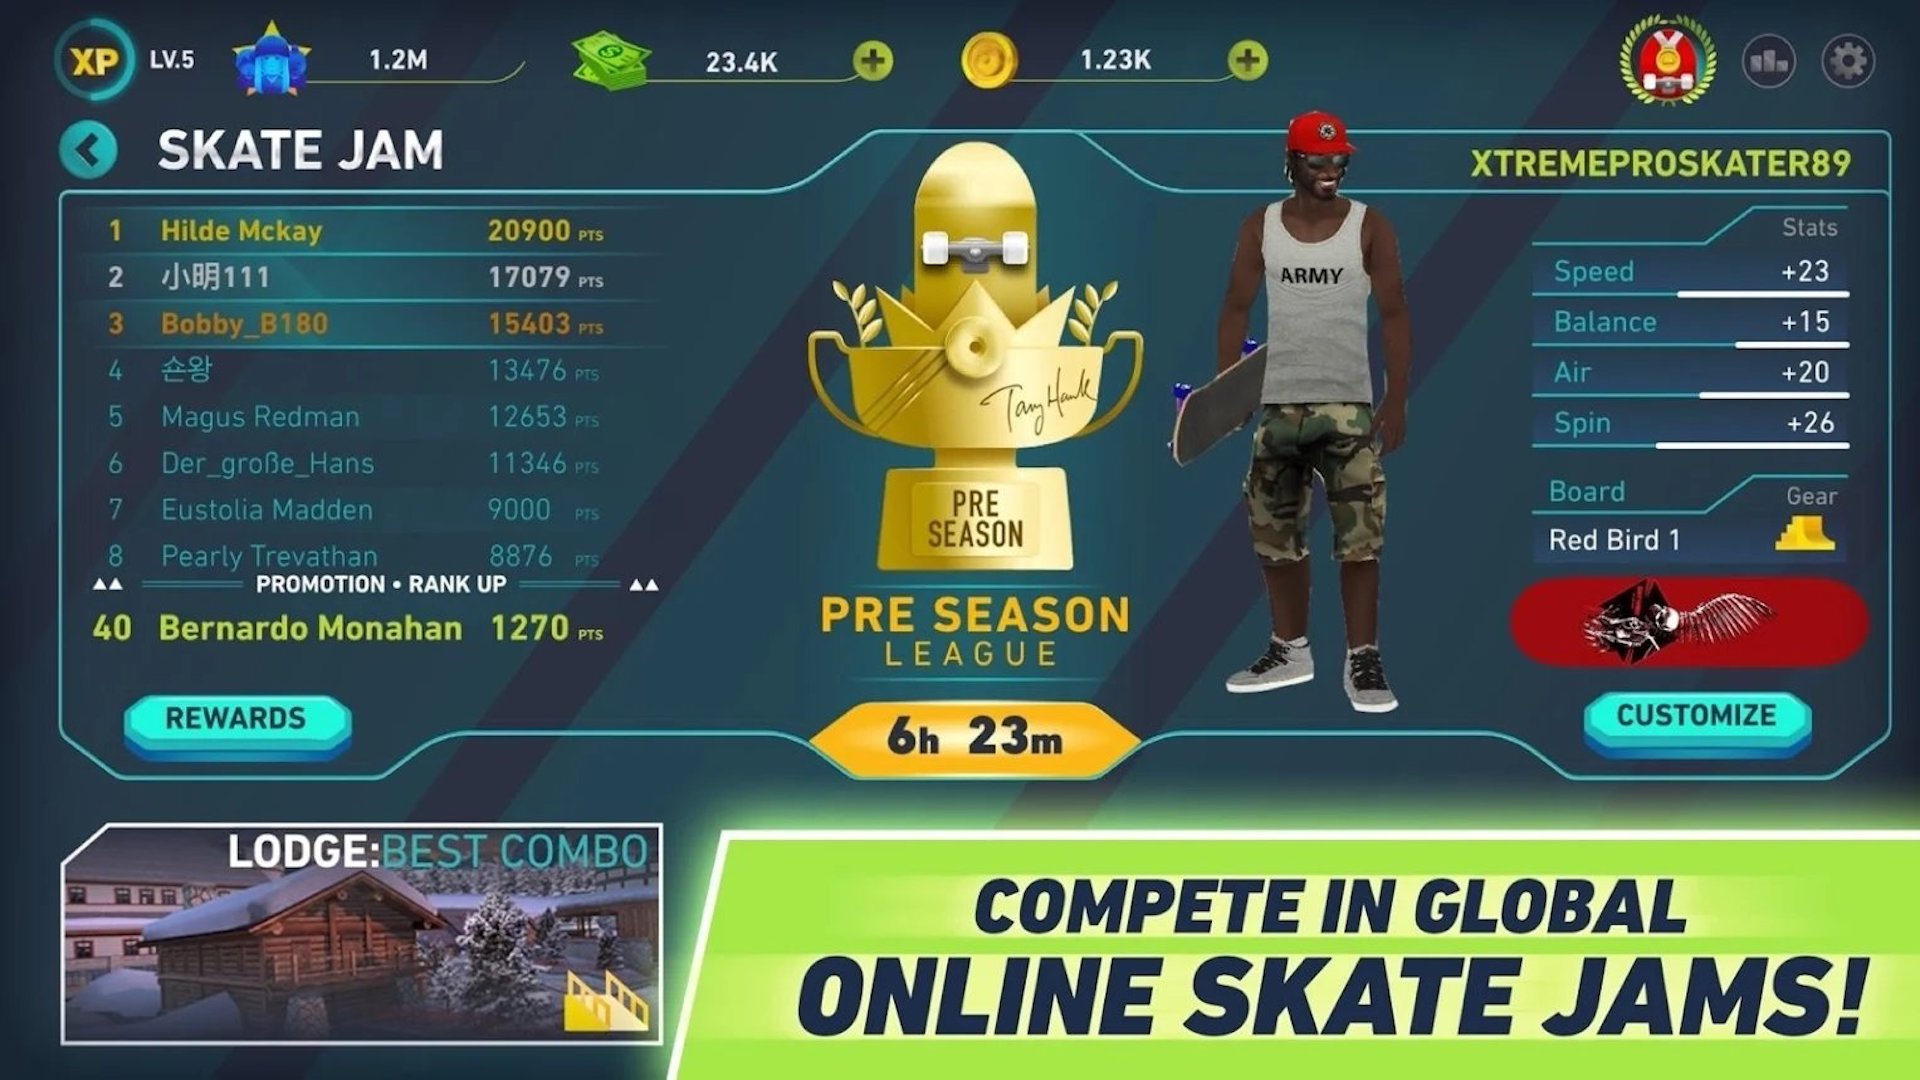 XP LV.5 1.2M 23.4K 1.23K
SKATE JAM
1 Hilde Mckay 20900 PTS
2 小明111 17079 PTS
3 Bobby_B180 15403 PTS
4 숀왕 13476 PTS
5 Magus Redman 12653 PTS
6 Der_große_Hans 11346 PTS
7 Eustolia Madden 9000 PTS
8 Pearly Trevathan 8876 PTS
PROMOTION • RANK UP
40 Bernardo Monahan 1270 PTS
REWARDS
Tony Hawk
PRE
SEASON
PRE SEASON
LEAGUE
6h 23m
ARMY
XTREMEPROSKATER89
Stats
Speed +23
Balance +15
Air +20
Spin +26
Board Gear
Red Bird 1
CUSTOMIZE
LODGE:BEST COMBO
COMPETE IN GLOBAL
ONLINE SKATE JAMS!